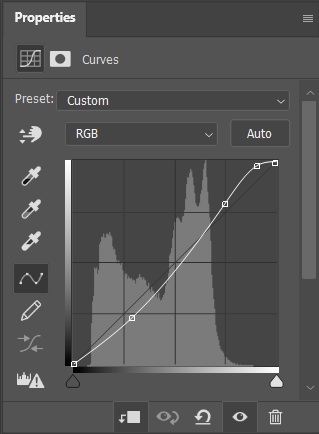 Properties
Curves
Preset: Custom
RGB
Auto